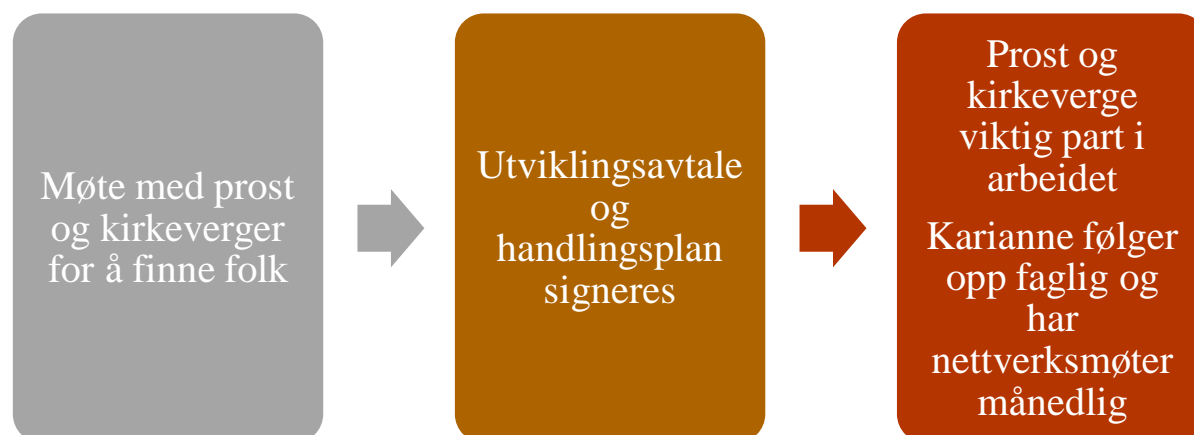 Møte med prost
og kirkeverger
for å finne folk
Utviklingsavtale
og
handlingsplan
signeres
Prost og
kirkeverge
viktig part i
arbeidet
Karianne følger
opp faglig og
har
nettverksmøter
månedlig